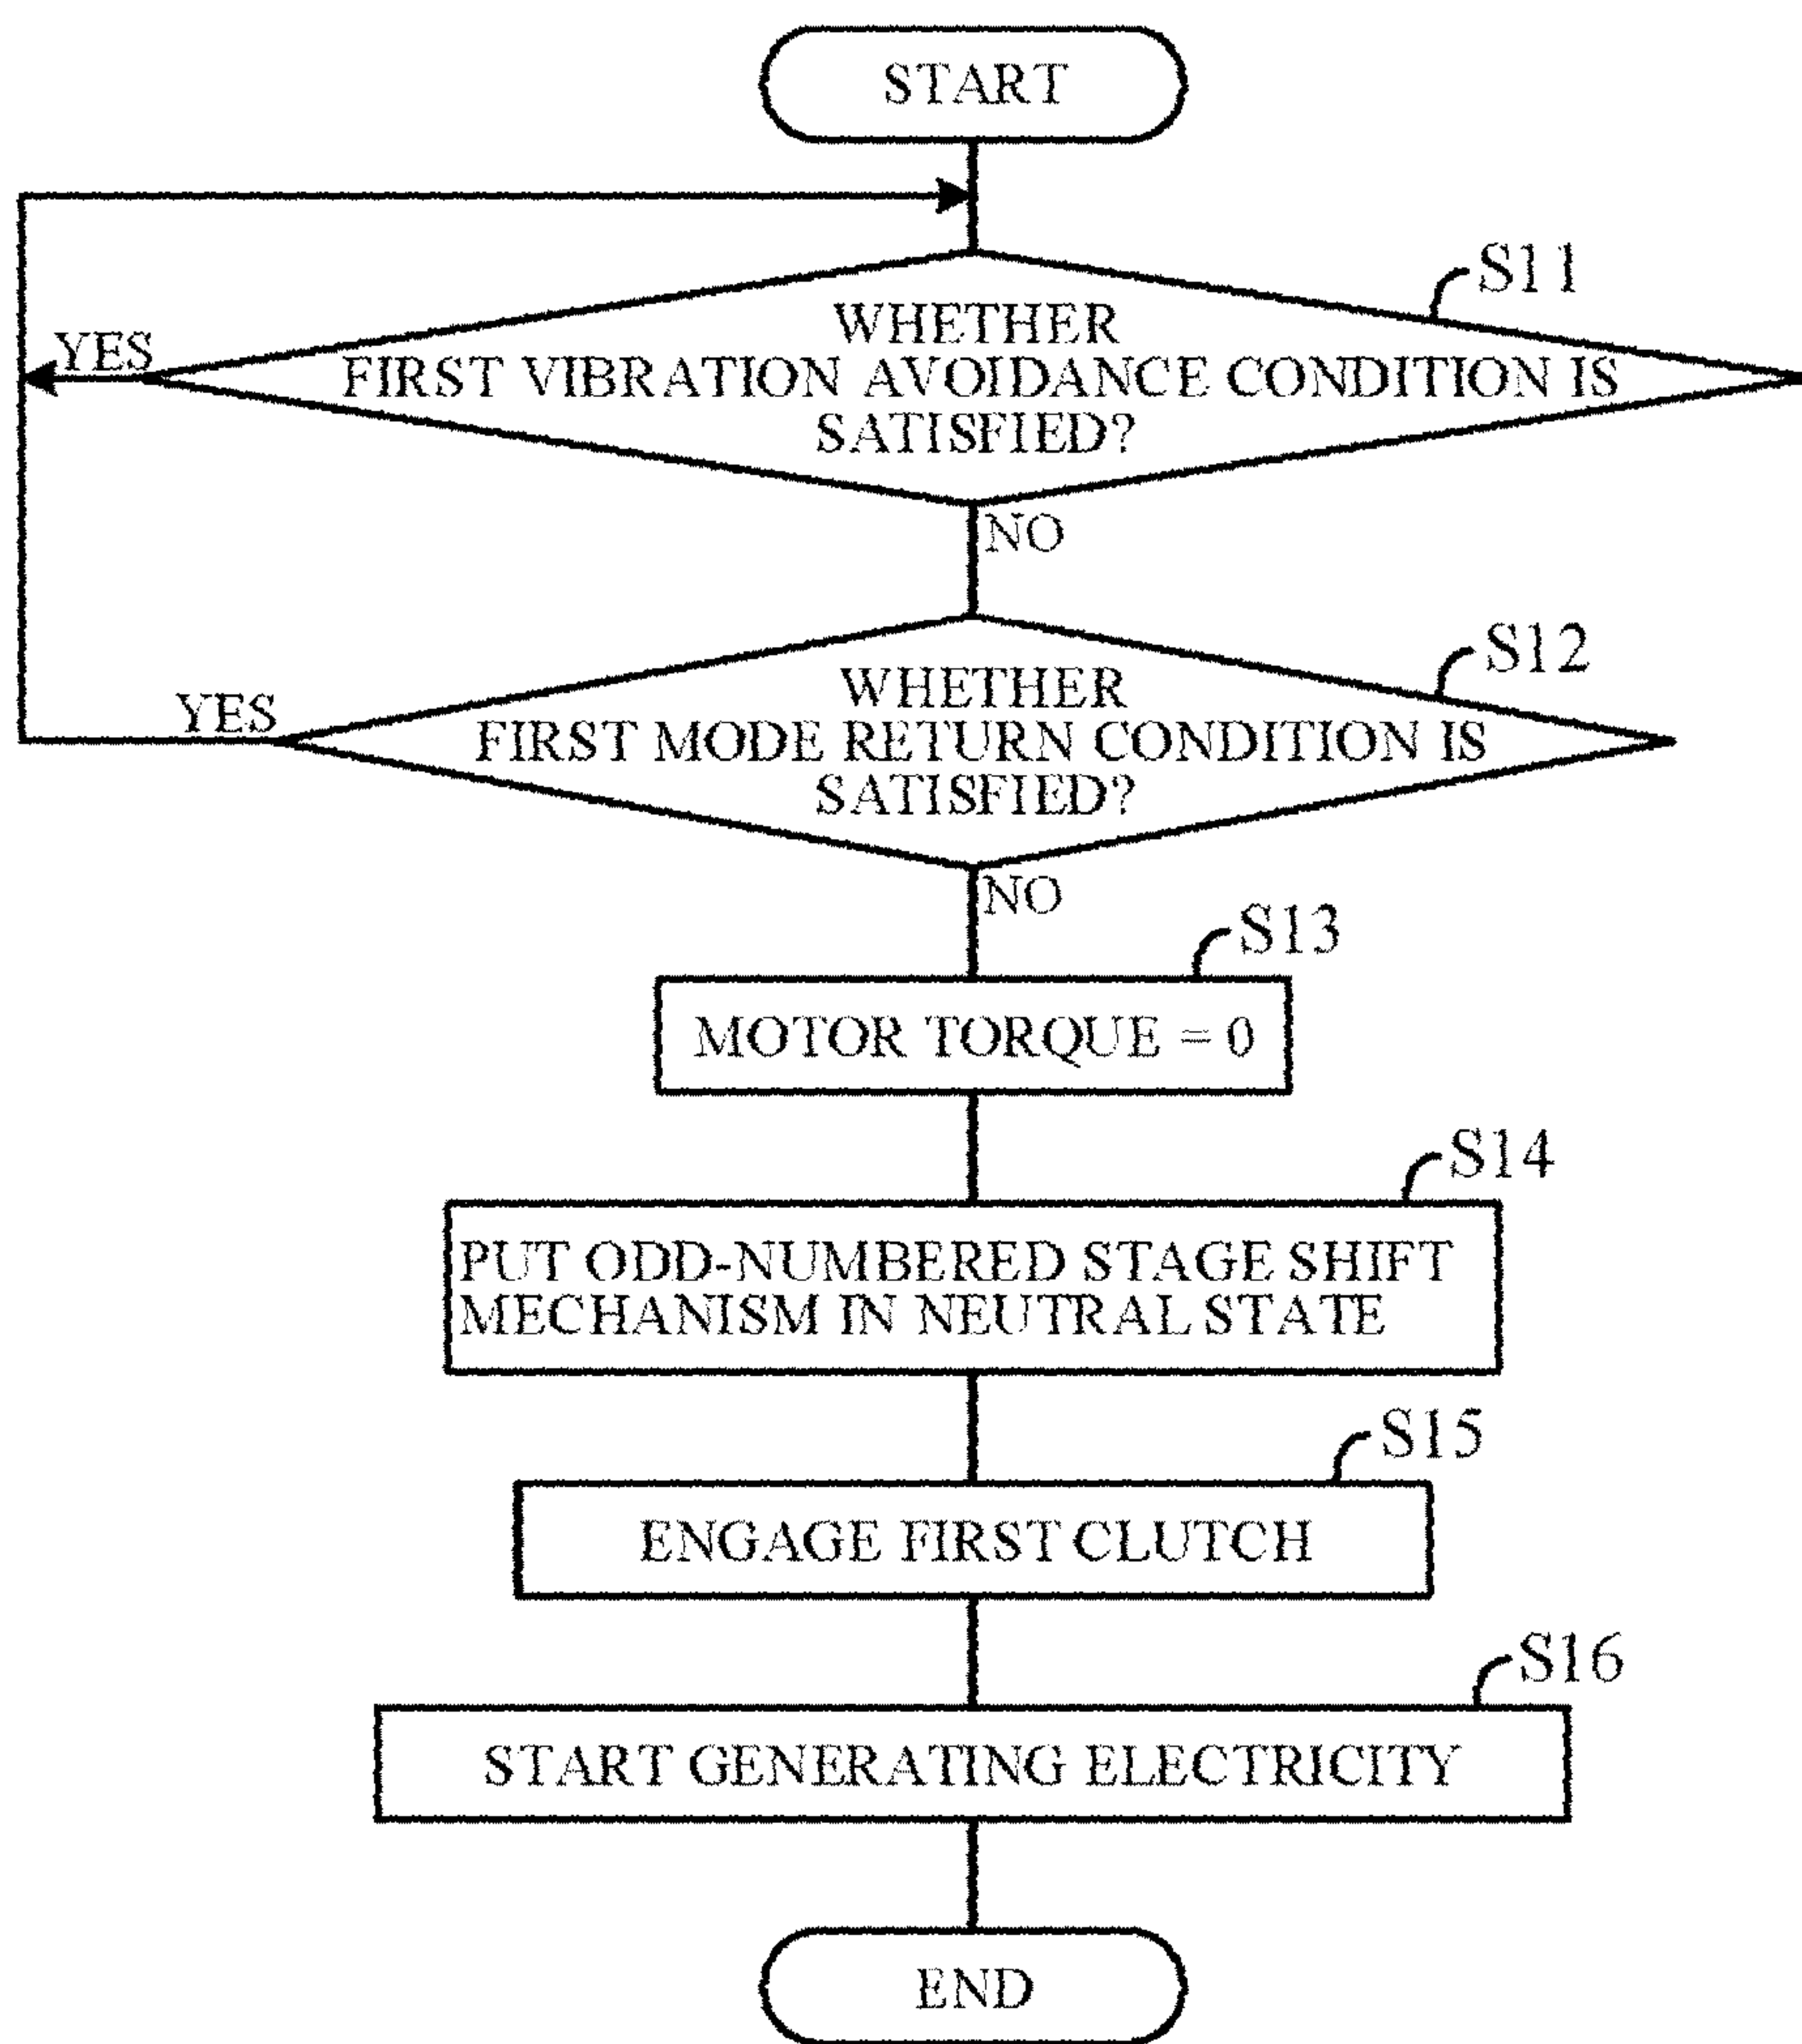 START
S11
WHETHER
YES
FIRST VIBRATION AVOIDANCE CONDITION IS
SATISFIED?
NO
S12
WHETHER
YES
FIRST MODE RETURN CONDITION IS
SATISFIED?
NO
S13
MOTOR TORQUE = 0
S14
PUT ODD-NUMBERED STAGE SHIFT
MECHANISM IN NEUTRAL STATE
S15
ENGAGE FIRST CLUTCH
S16
START GENERATING ELECTRICITY
END